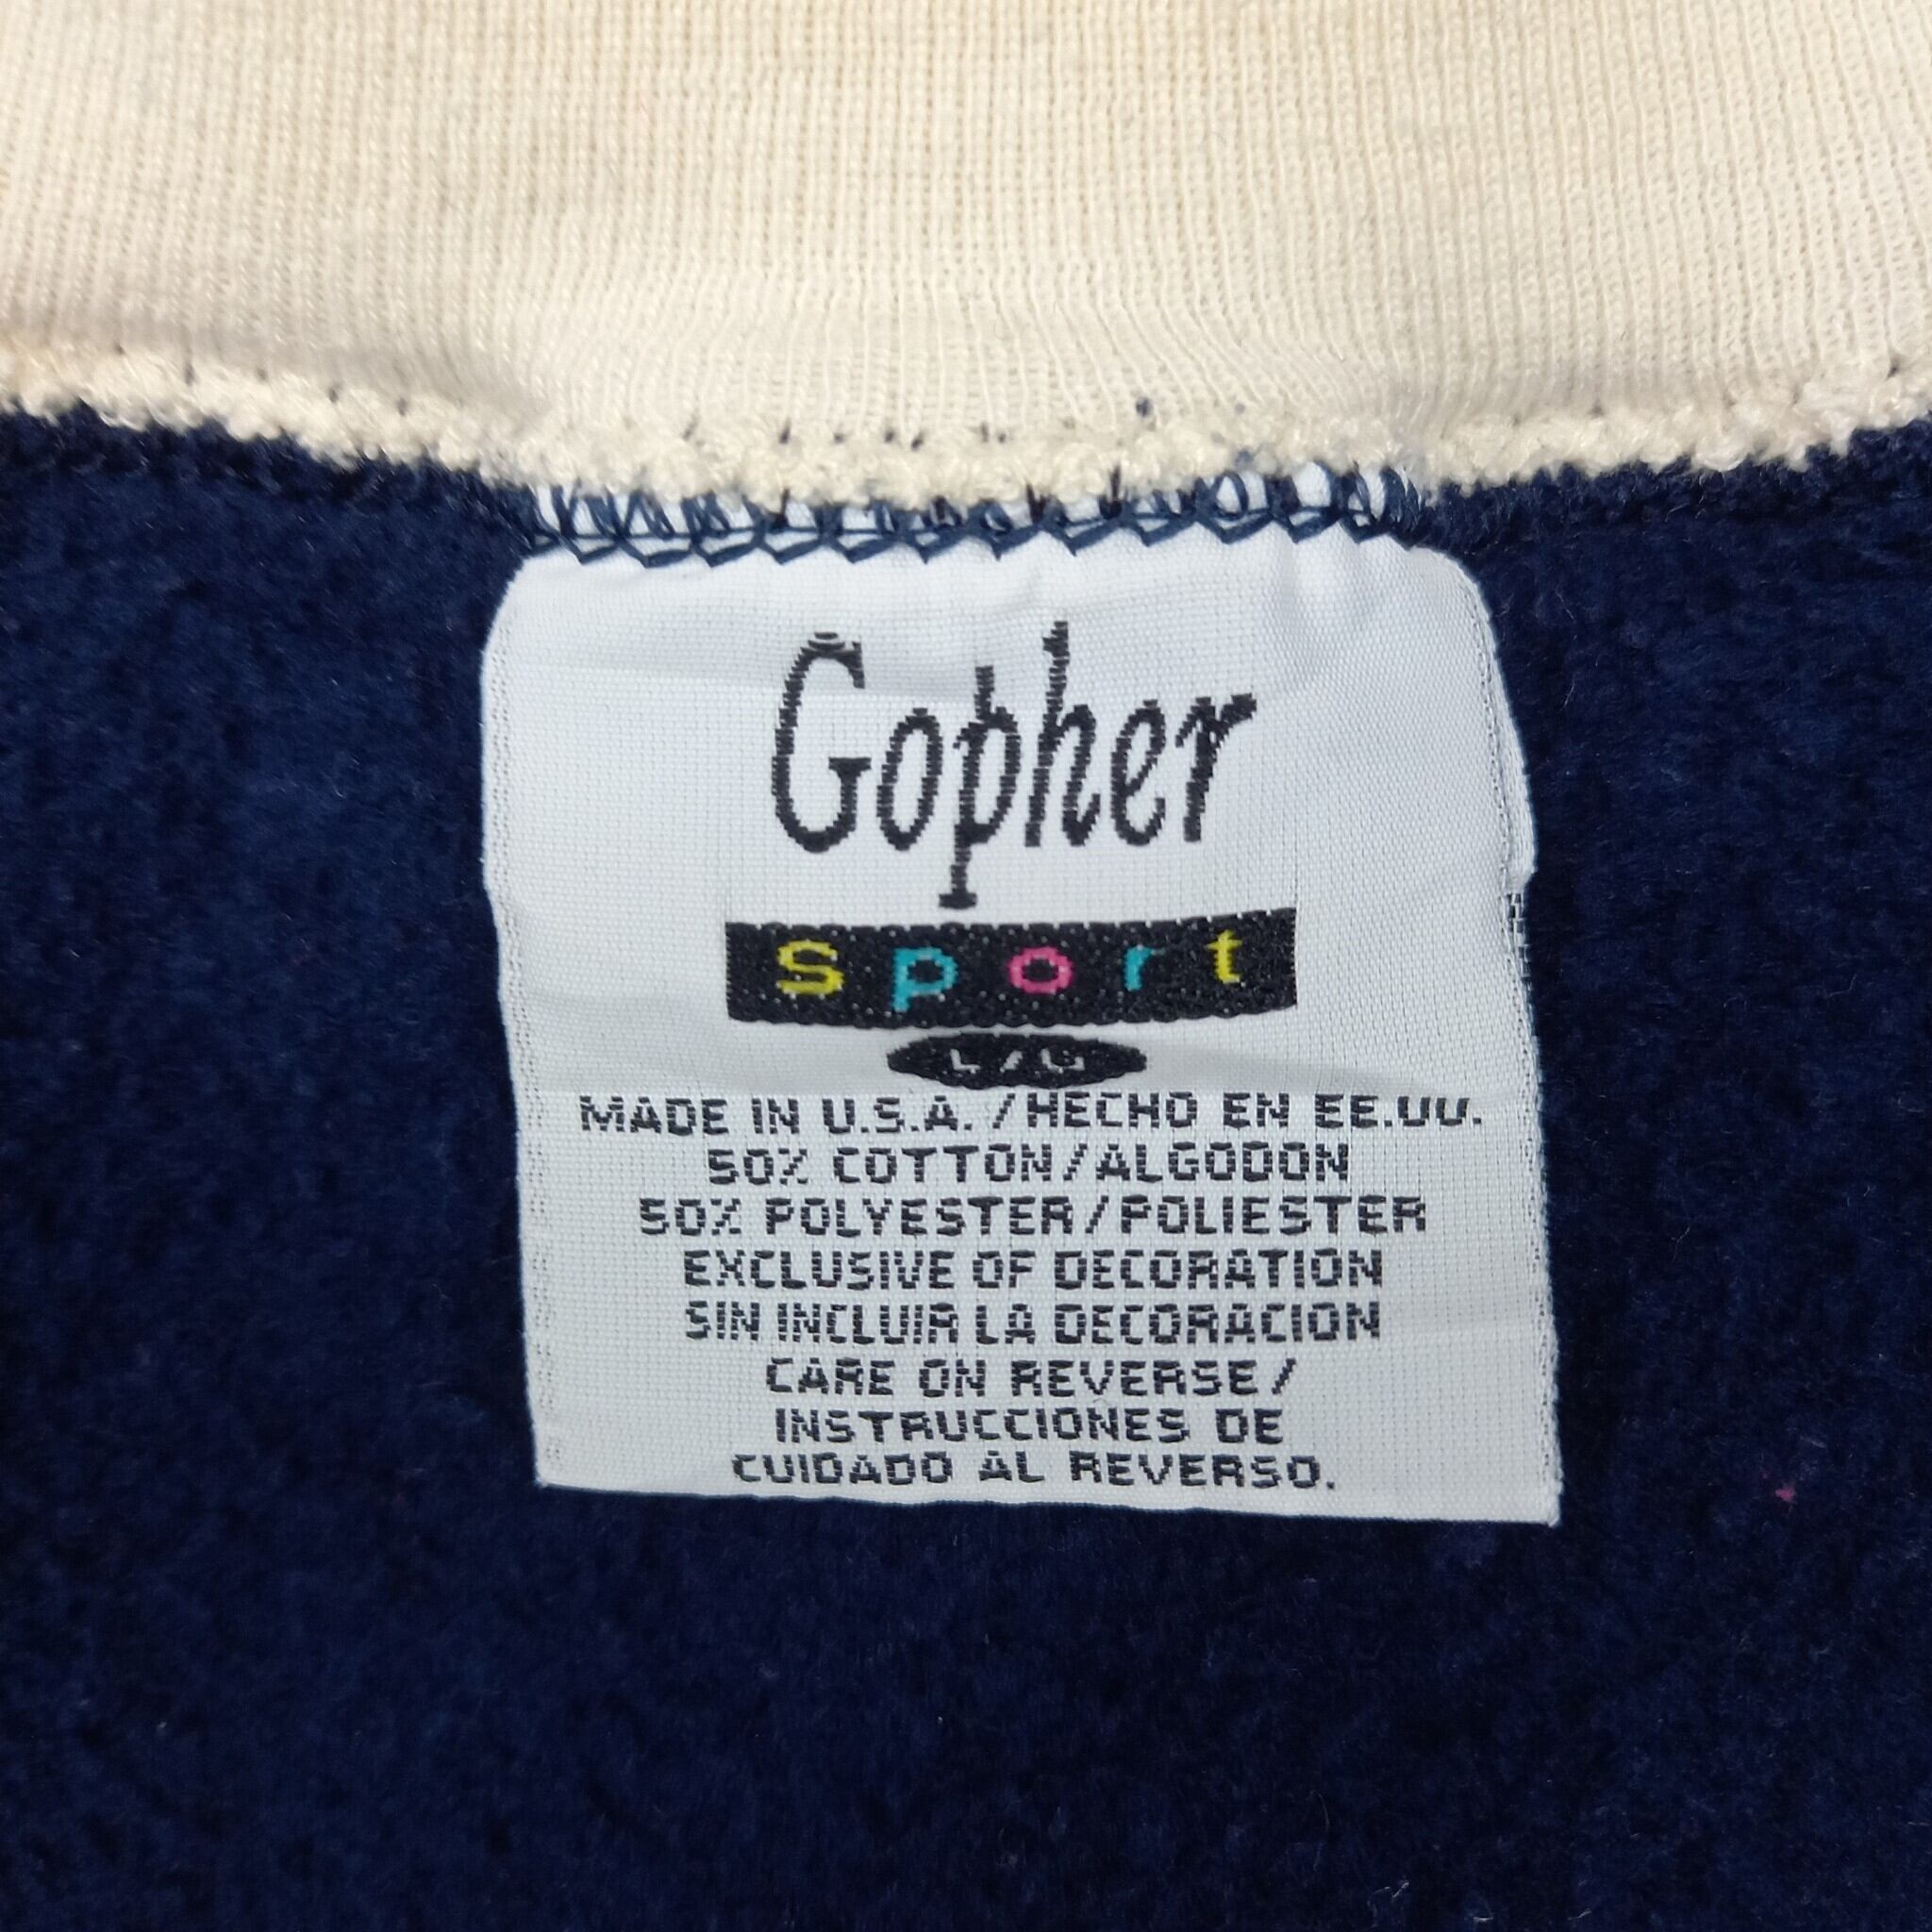 Gopher
sport
L/G
MADE IN U.S.A. /HECHO EN EE.UU.
50% COTTON/ALGODON
50% POLYESTER/POLIESTER
EXCLUSIVE OF DECORATION
SIN INCLUIR LA DECORACION
CARE ON REVERSE/
INSTRUCCIONES DE
CUIDADO AL REVERSO.